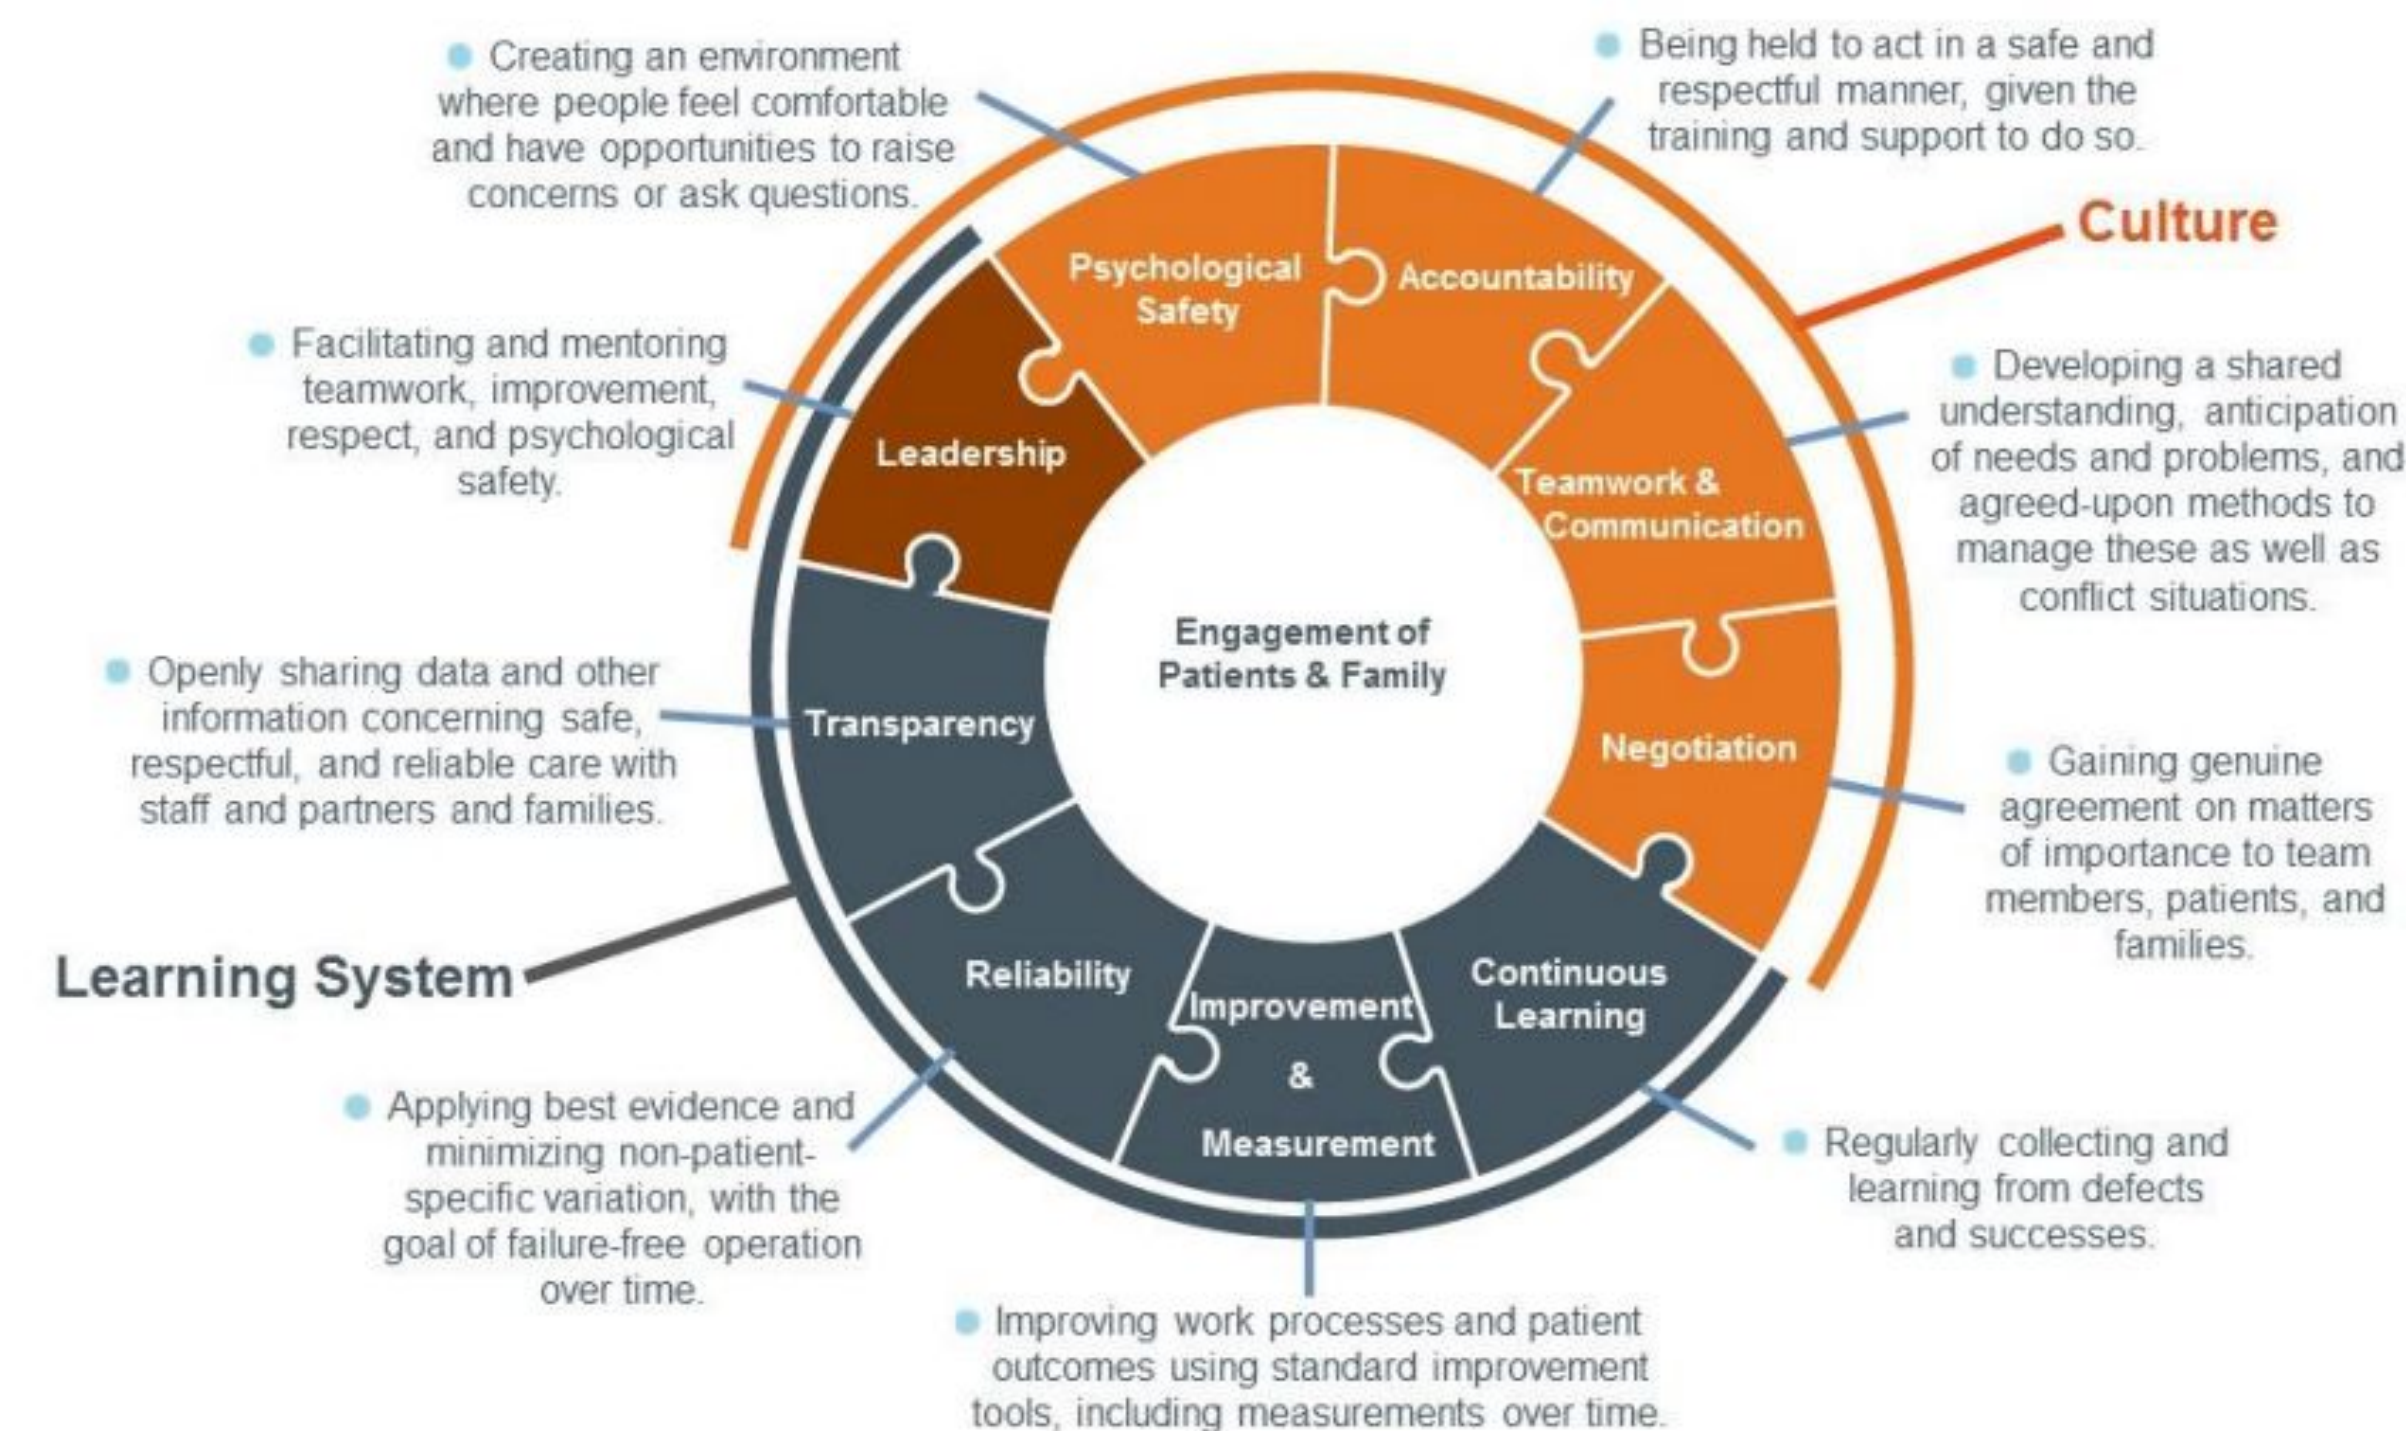 Creating an environment
where people feel comfortable
and have opportunities to raise
concerns or ask questions.
Being held to act in a safe and
respectful manner, given the
training and support to do so.
Culture
Psychological
Safety
Accountability
Facilitating and mentoring
teamwork, improvement,
respect, and psychological
safety.
Leadership
Teamwork &
Communication
Developing a shared
understanding, anticipation
of needs and problems, and
agreed-upon methods to
manage these as well as
conflict situations.
Engagement of
Patients & Family
Openly sharing data and other
information concerning safe,
respectful, and reliable care with
staff and partners and families.
Transparency
Negotiation
Gaining genuine
agreement on matters
of importance to team
members, patients, and
families.
Learning System
Reliability
Improvement
&
Measurement
Continuous
Learning
Applying best evidence and
minimizing non-patient-
specific variation, with the
goal of failure-free operation
over time.
Regularly collecting and
learning from defects
and successes.
Improving work processes and patient
outcomes using standard improvement
tools, including measurements over time.